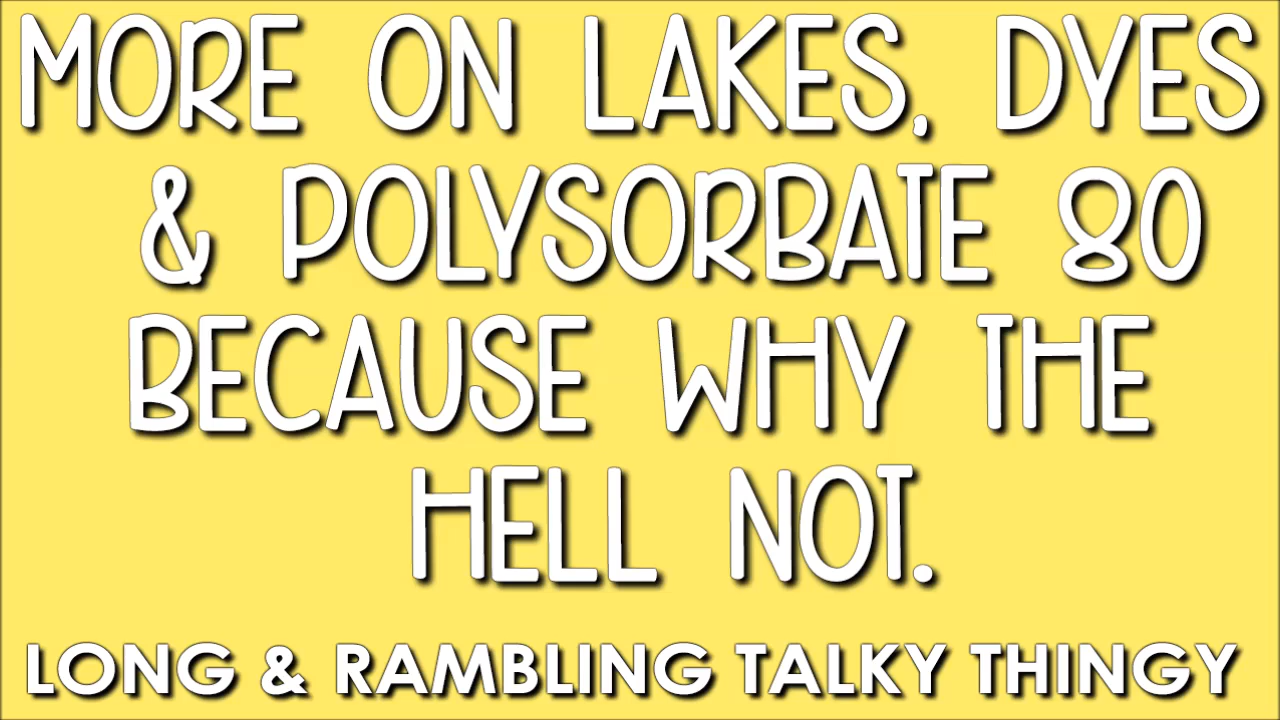 MORE ON LAKES, DYES
& POLYSORBATE 80
BECAUSE WHY THE
HELL NOT.
LONG & RAMBLING TALKY THINGY